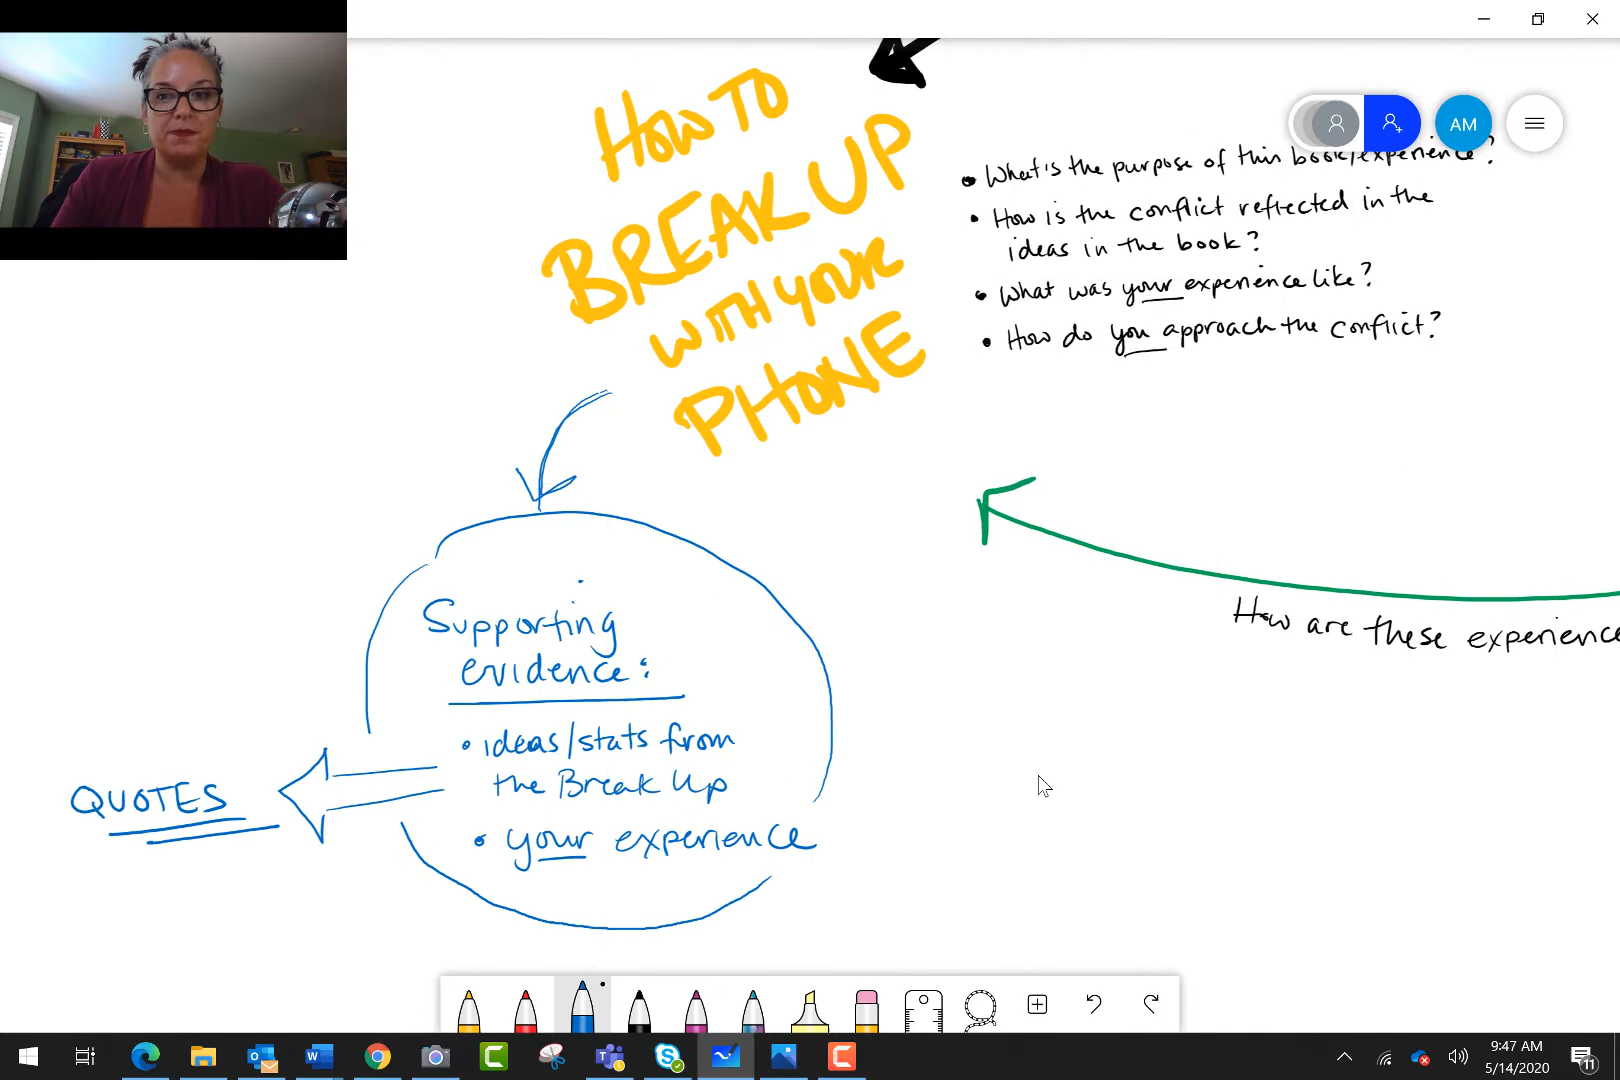 How TO
BREAK UP
WITH YOUR
PHONE
AM
• What's the purpose of this book/experience?
• How is the conflict reflected in the
ideas in the book?
• What was your experience like?
• How do you approach the conflict?
How are these experience
Supporting
evidence:
• ideas/stats from
the Break Up
• your experience
QUOTES
9:47 AM
5/14/2020
11